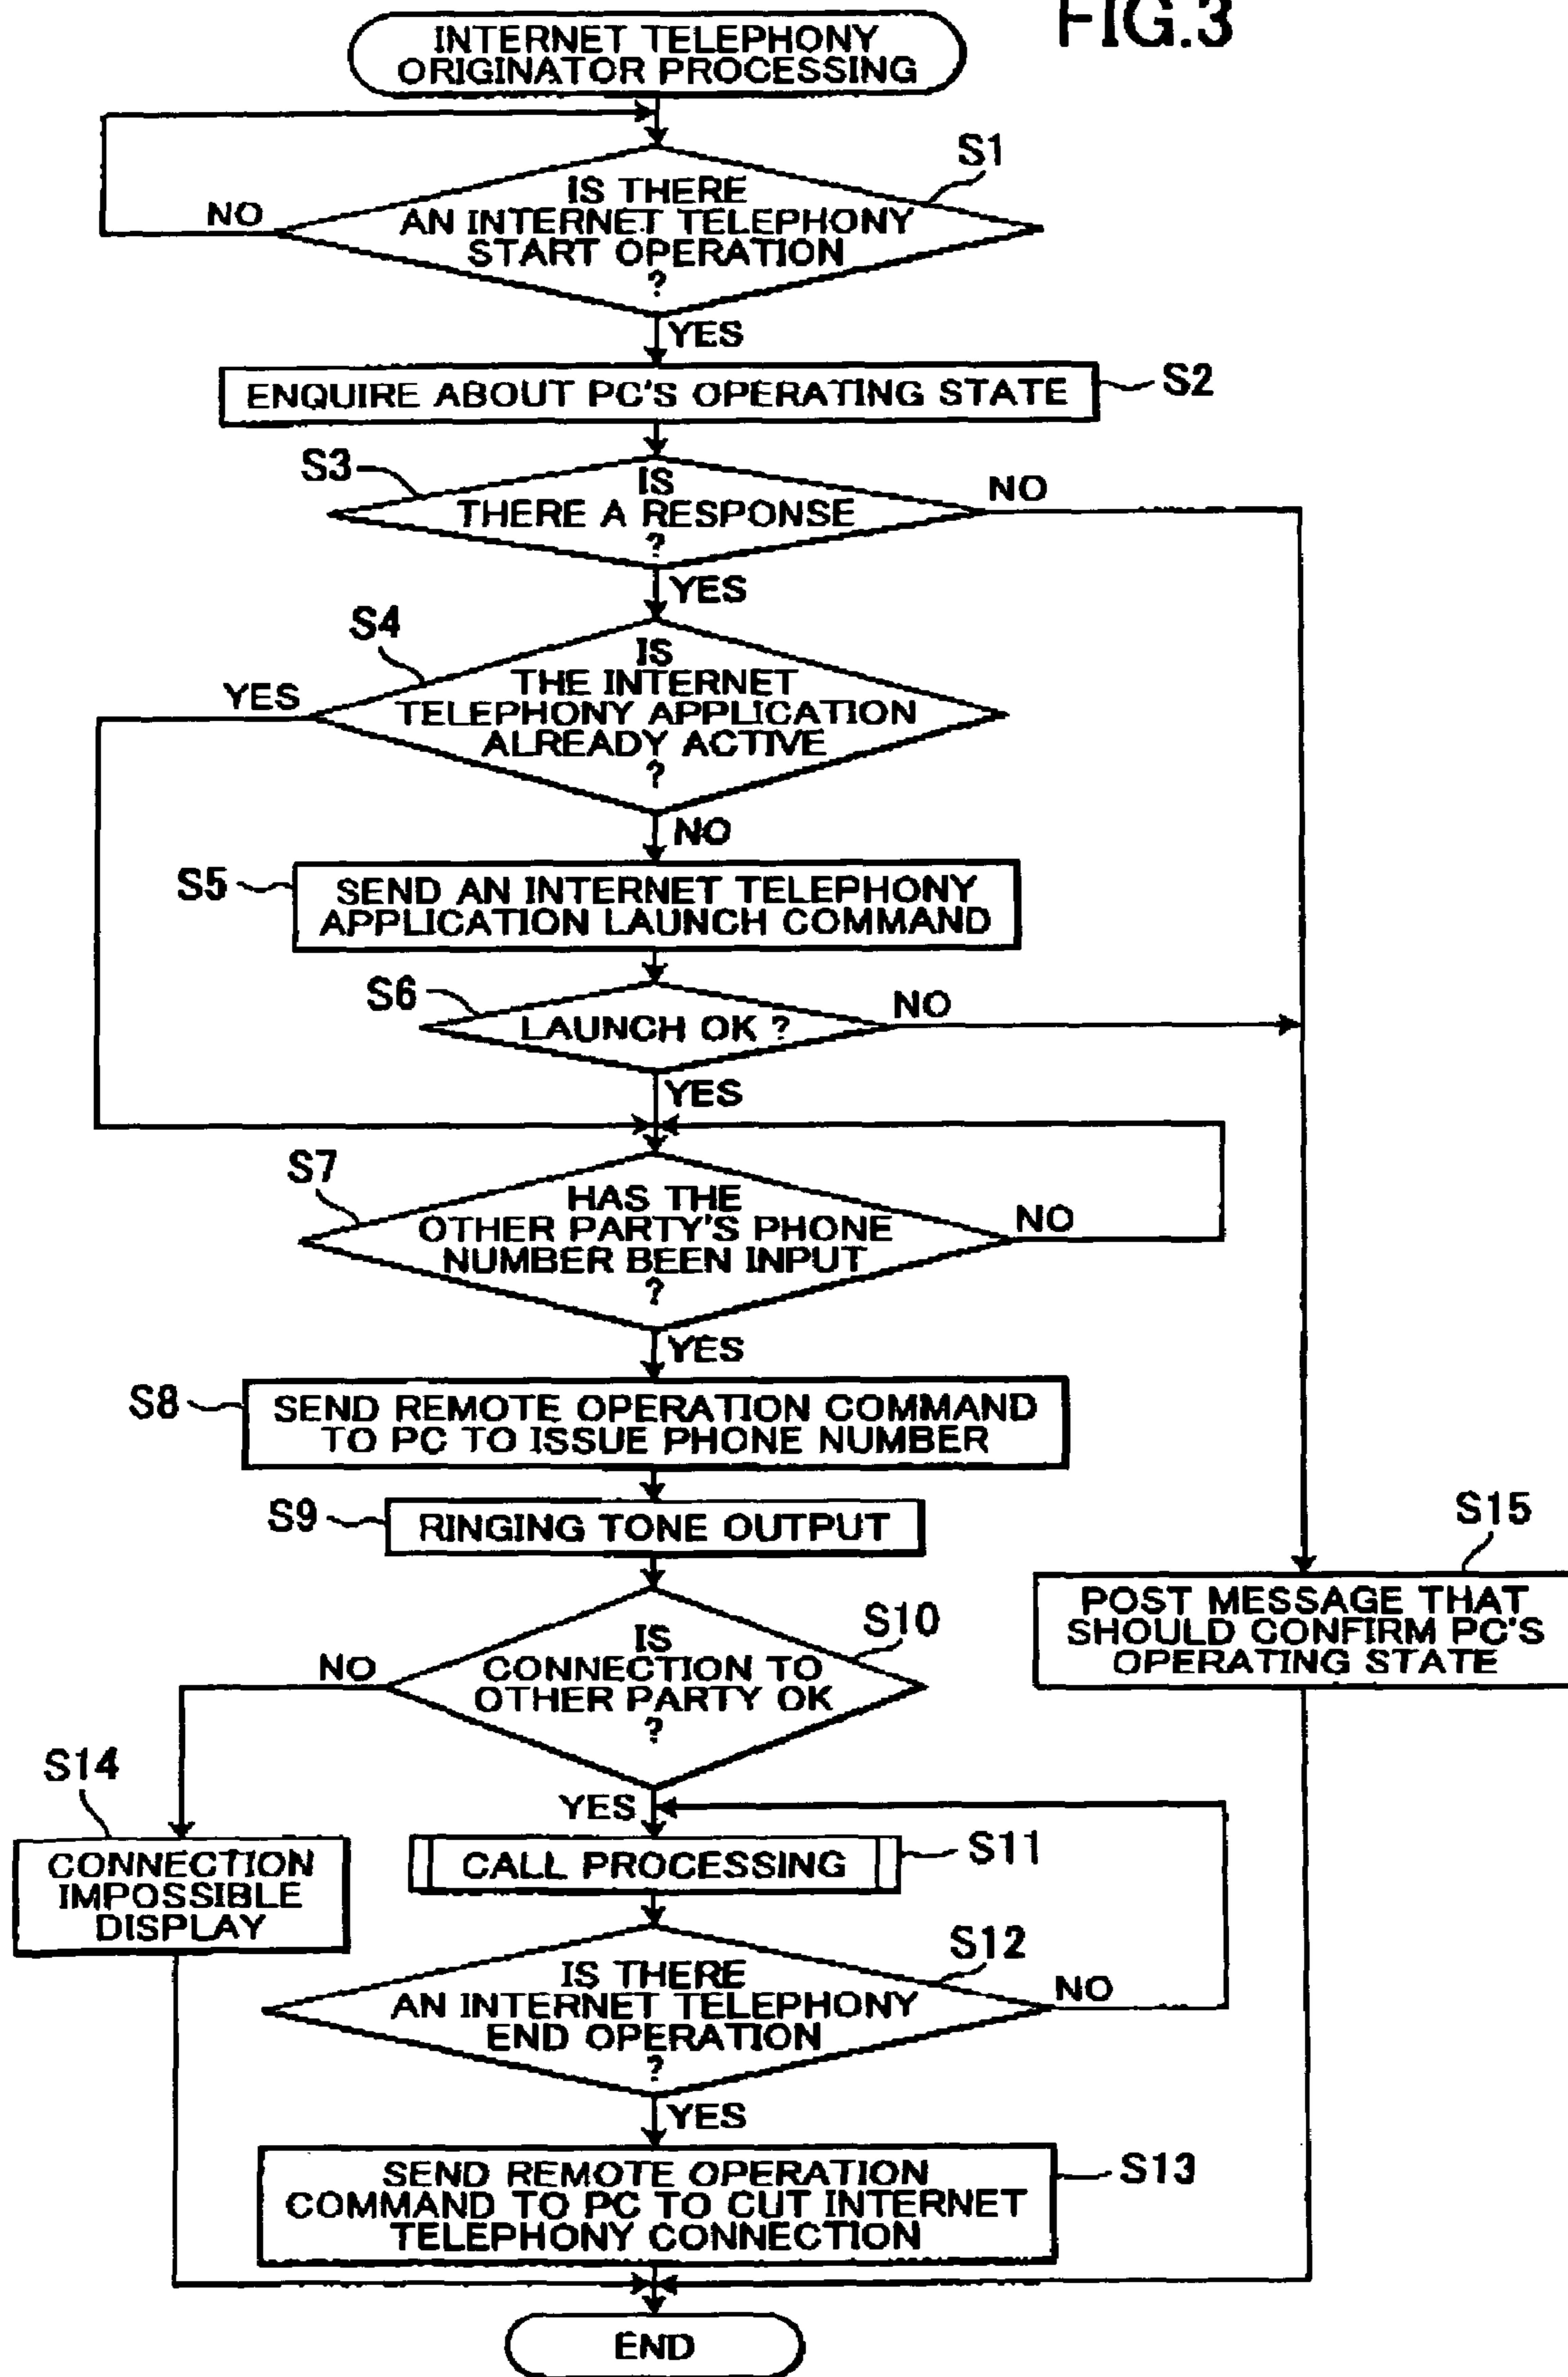 FIG.3
INTERNET TELEPHONY
ORIGINATOR PROCESSING
S1
IS THERE
AN INTERNET TELEPHONY
START OPERATION
?
NO
YES
ENQUIRE ABOUT PC'S OPERATING STATE
S2
S3
IS
THERE A RESPONSE
?
NO
YES
S4
IS
THE INTERNET
TELEPHONY APPLICATION
ALREADY ACTIVE
?
YES
NO
S5
SEND AN INTERNET TELEPHONY
APPLICATION LAUNCH COMMAND
S6
LAUNCH OK ?
NO
YES
S7
HAS THE
OTHER PARTY'S PHONE
NUMBER BEEN INPUT
?
NO
YES
S8
SEND REMOTE OPERATION COMMAND
TO PC TO ISSUE PHONE NUMBER
S9
RINGING TONE OUTPUT
S15
POST MESSAGE THAT
SHOULD CONFIRM PC'S
OPERATING STATE
S10
IS
CONNECTION TO
OTHER PARTY OK
?
NO
YES
S14
CONNECTION
IMPOSSIBLE
DISPLAY
CALL PROCESSING
S11
S12
IS THERE
AN INTERNET TELEPHONY
END OPERATION
?
NO
YES
SEND REMOTE OPERATION
COMMAND TO PC TO CUT INTERNET
TELEPHONY CONNECTION
S13
END